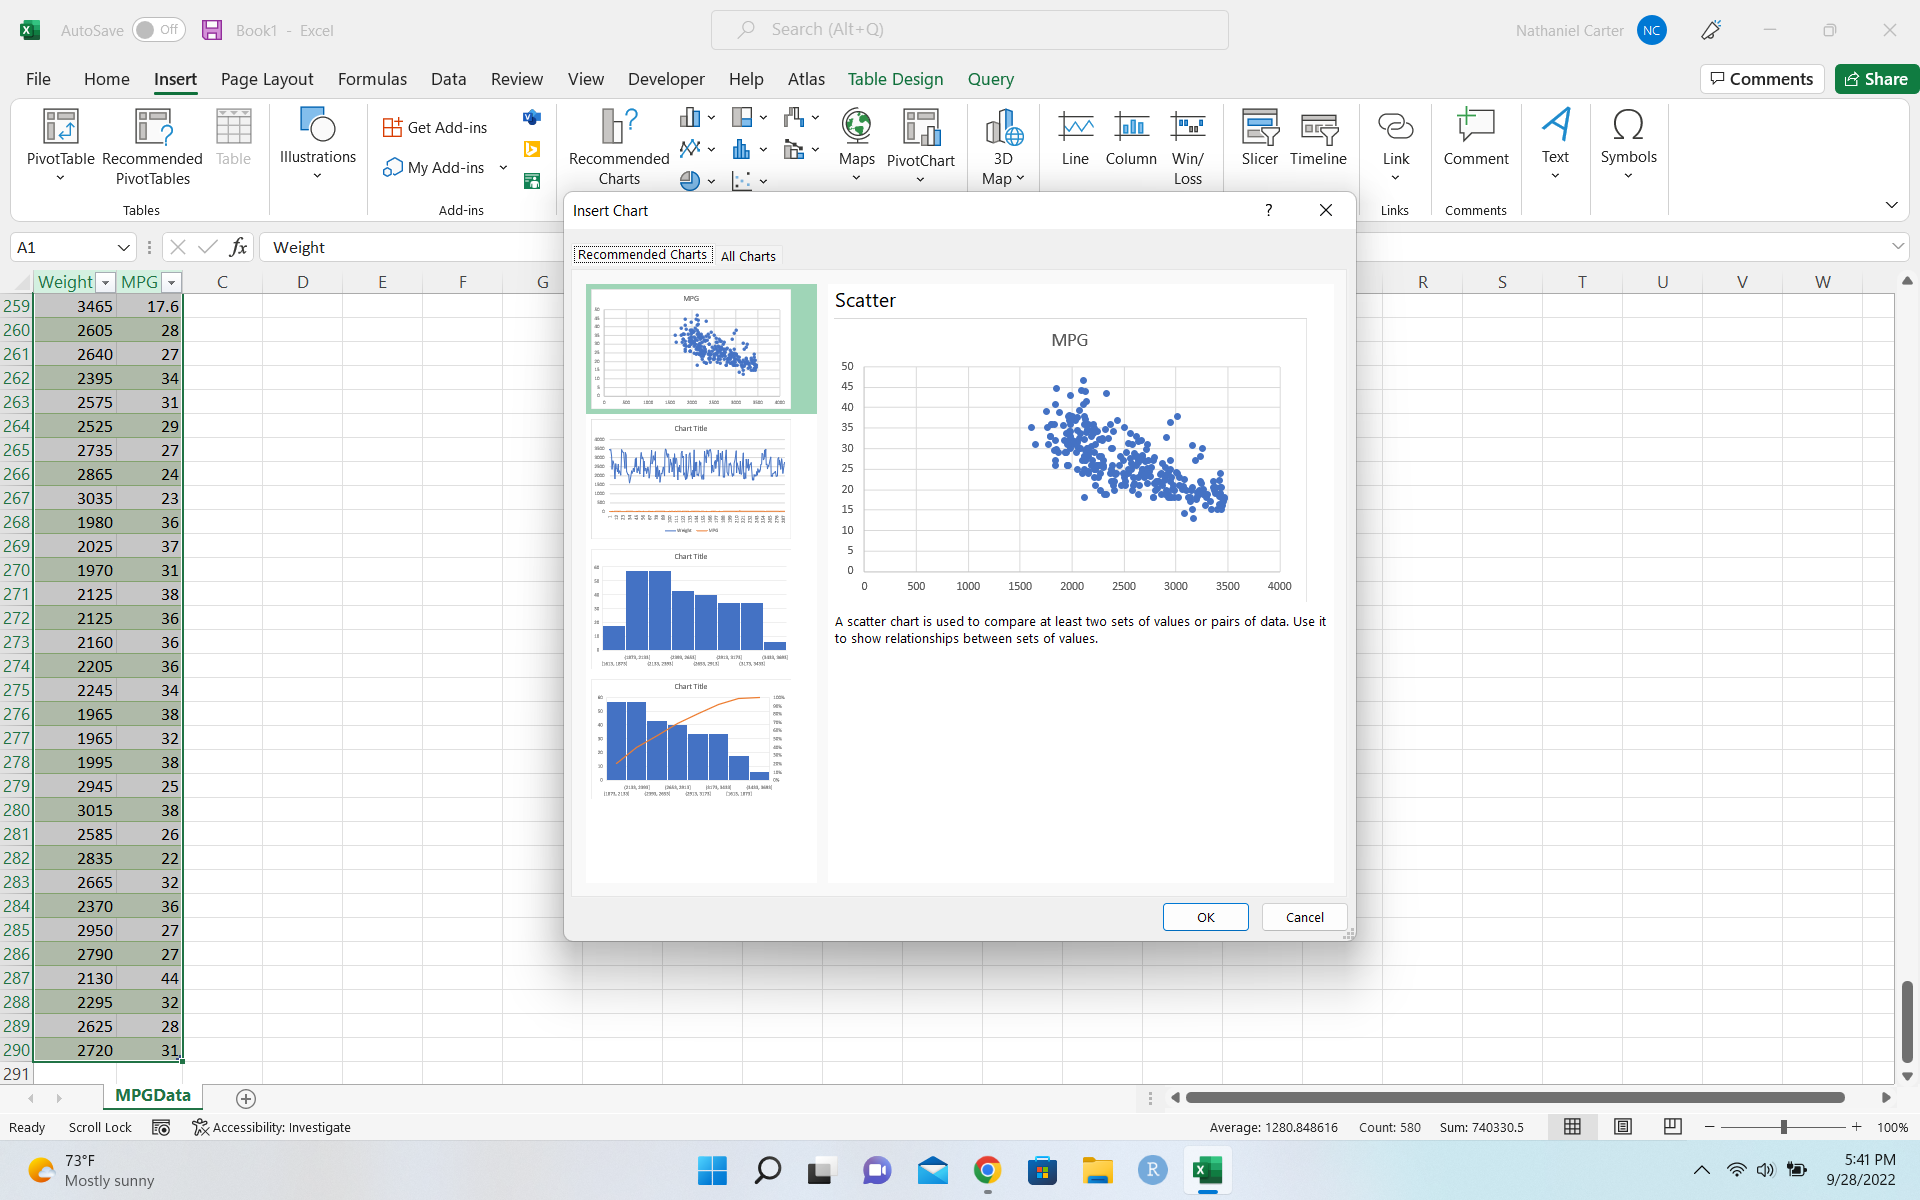 AutoSave Off Book1 - Excel Search (Alt+Q) Nathaniel Carter NC
File Home Insert Page Layout Formulas Data Review View Developer Help Atlas Table Design Query Comments Share
PivotTable Recommended PivotTables Table Illustrations Get Add-ins My Add-ins Recommended Charts Maps PivotChart 3D Map Line Column Win/Loss Slicer Timeline Link Comment Text Symbols
Tables Add-ins Links Comments
A1 fx Weight
Insert Chart ?
Recommended Charts All Charts
Weight MPG C D E F G R S T U V W
259 3465 17.6
260 2605 28
261 2640 27
262 2395 34
263 2575 31
264 2525 29
265 2735 27
266 2865 24
267 3035 23
268 1980 36
269 2025 37
270 1970 31
271 2125 38
272 2125 36
273 2160 36
274 2205 36
275 2245 34
276 1965 38
277 1965 32
278 1995 38
279 2945 25
280 3015 38
281 2585 26
282 2835 22
283 2665 32
284 2370 36
285 2950 27
286 2790 27
287 2130 44
288 2295 32
289 2625 28
290 2720 31
291
MPG
Chart Title
Weight MPG
Chart Title
Chart Title
Scatter
MPG
50
45
40
35
30
25
20
15
10
5
0
0 500 1000 1500 2000 2500 3000 3500 4000
A scatter chart is used to compare at least two sets of values or pairs of data. Use it
to show relationships between sets of values.
OK Cancel
MPGData
Ready Scroll Lock Accessibility: Investigate Average: 1280.848616 Count: 580 Sum: 740330.5 100%
73°F
Mostly sunny
R
5:41 PM
9/28/2022